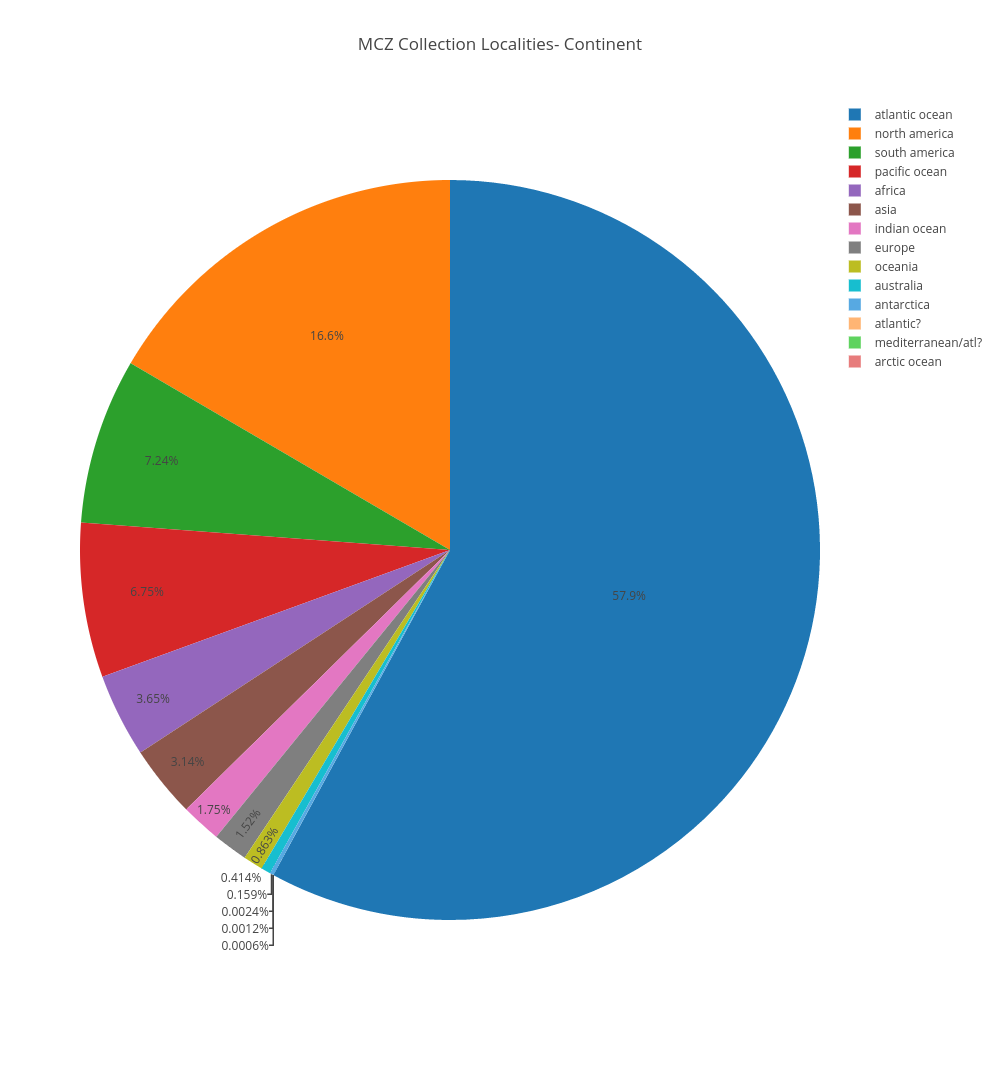 MCZ Collection Localities- Continent
atlantic ocean
north america
south america
pacific ocean
africa
asia
indian ocean
europe
oceania
australia
antarctica
atlantic?
mediterranean/atl?
arctic ocean
16.6%
7.24%
57.9%
6.75%
3.65%
3.14%
1.75%
1.52%
0.863%
0.414%
0.159%
0.0024%
0.0012%
0.0006%